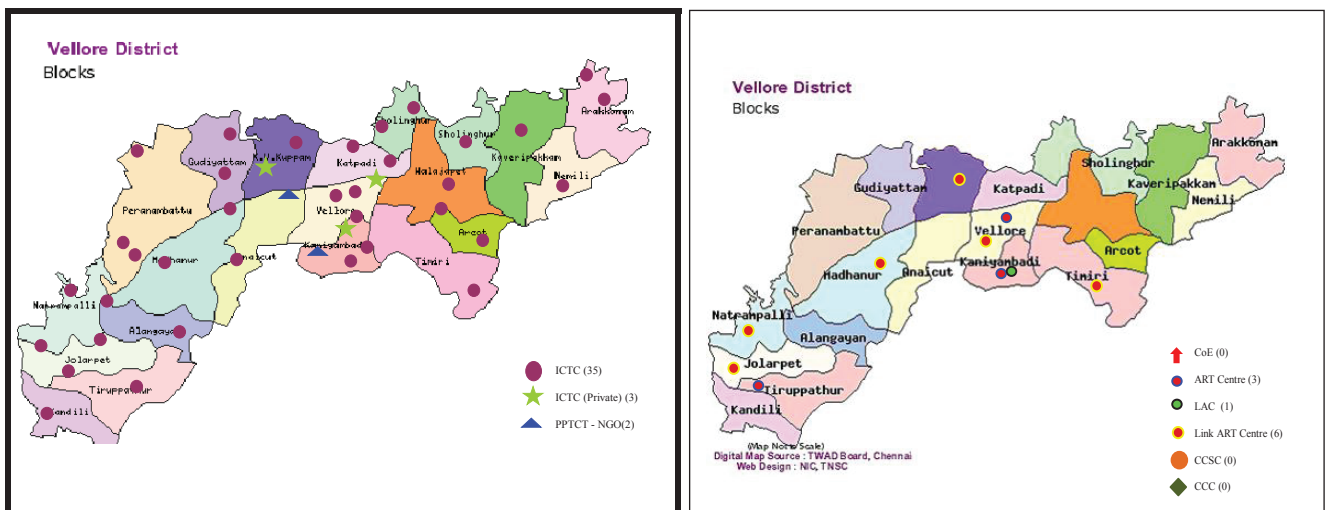 Vellore District
Blocks
Arakkonam
Sholinghur
Sholinghur
K.V.Kuppam
Kaveripakkam
Gudiyattam
Katpadi
Walajapet
Nemili
Peranambattu
Vellore
Arcot
Kaniyambadi
Madhanur
Anaicut
Timiri
Natrampalli
Alangayan
Jolarpet
Tiruppathur
Kandili
ICTC (35)
ICTC (Private) (3)
PPTCT - NGO(2)
Vellore District
Blocks
Arakkonam
Sholinghur
Kaveripakkam
Gudiyattam
Katpadi
Nemili
Peranambattu
Vellore
Arcot
Kaniyambadi
Madhanur
Anaicut
Timiri
Natrampalli
Alangayan
Jolarpet
Tiruppathur
Kandili
(Map Not to Scale)
Digital Map Source : TWAD Board, Chennai
Web Design : NIC, TNSC
CoE (0)
ART Centre (3)
LAC (1)
Link ART Centre (6)
CCSC (0)
CCC (0)